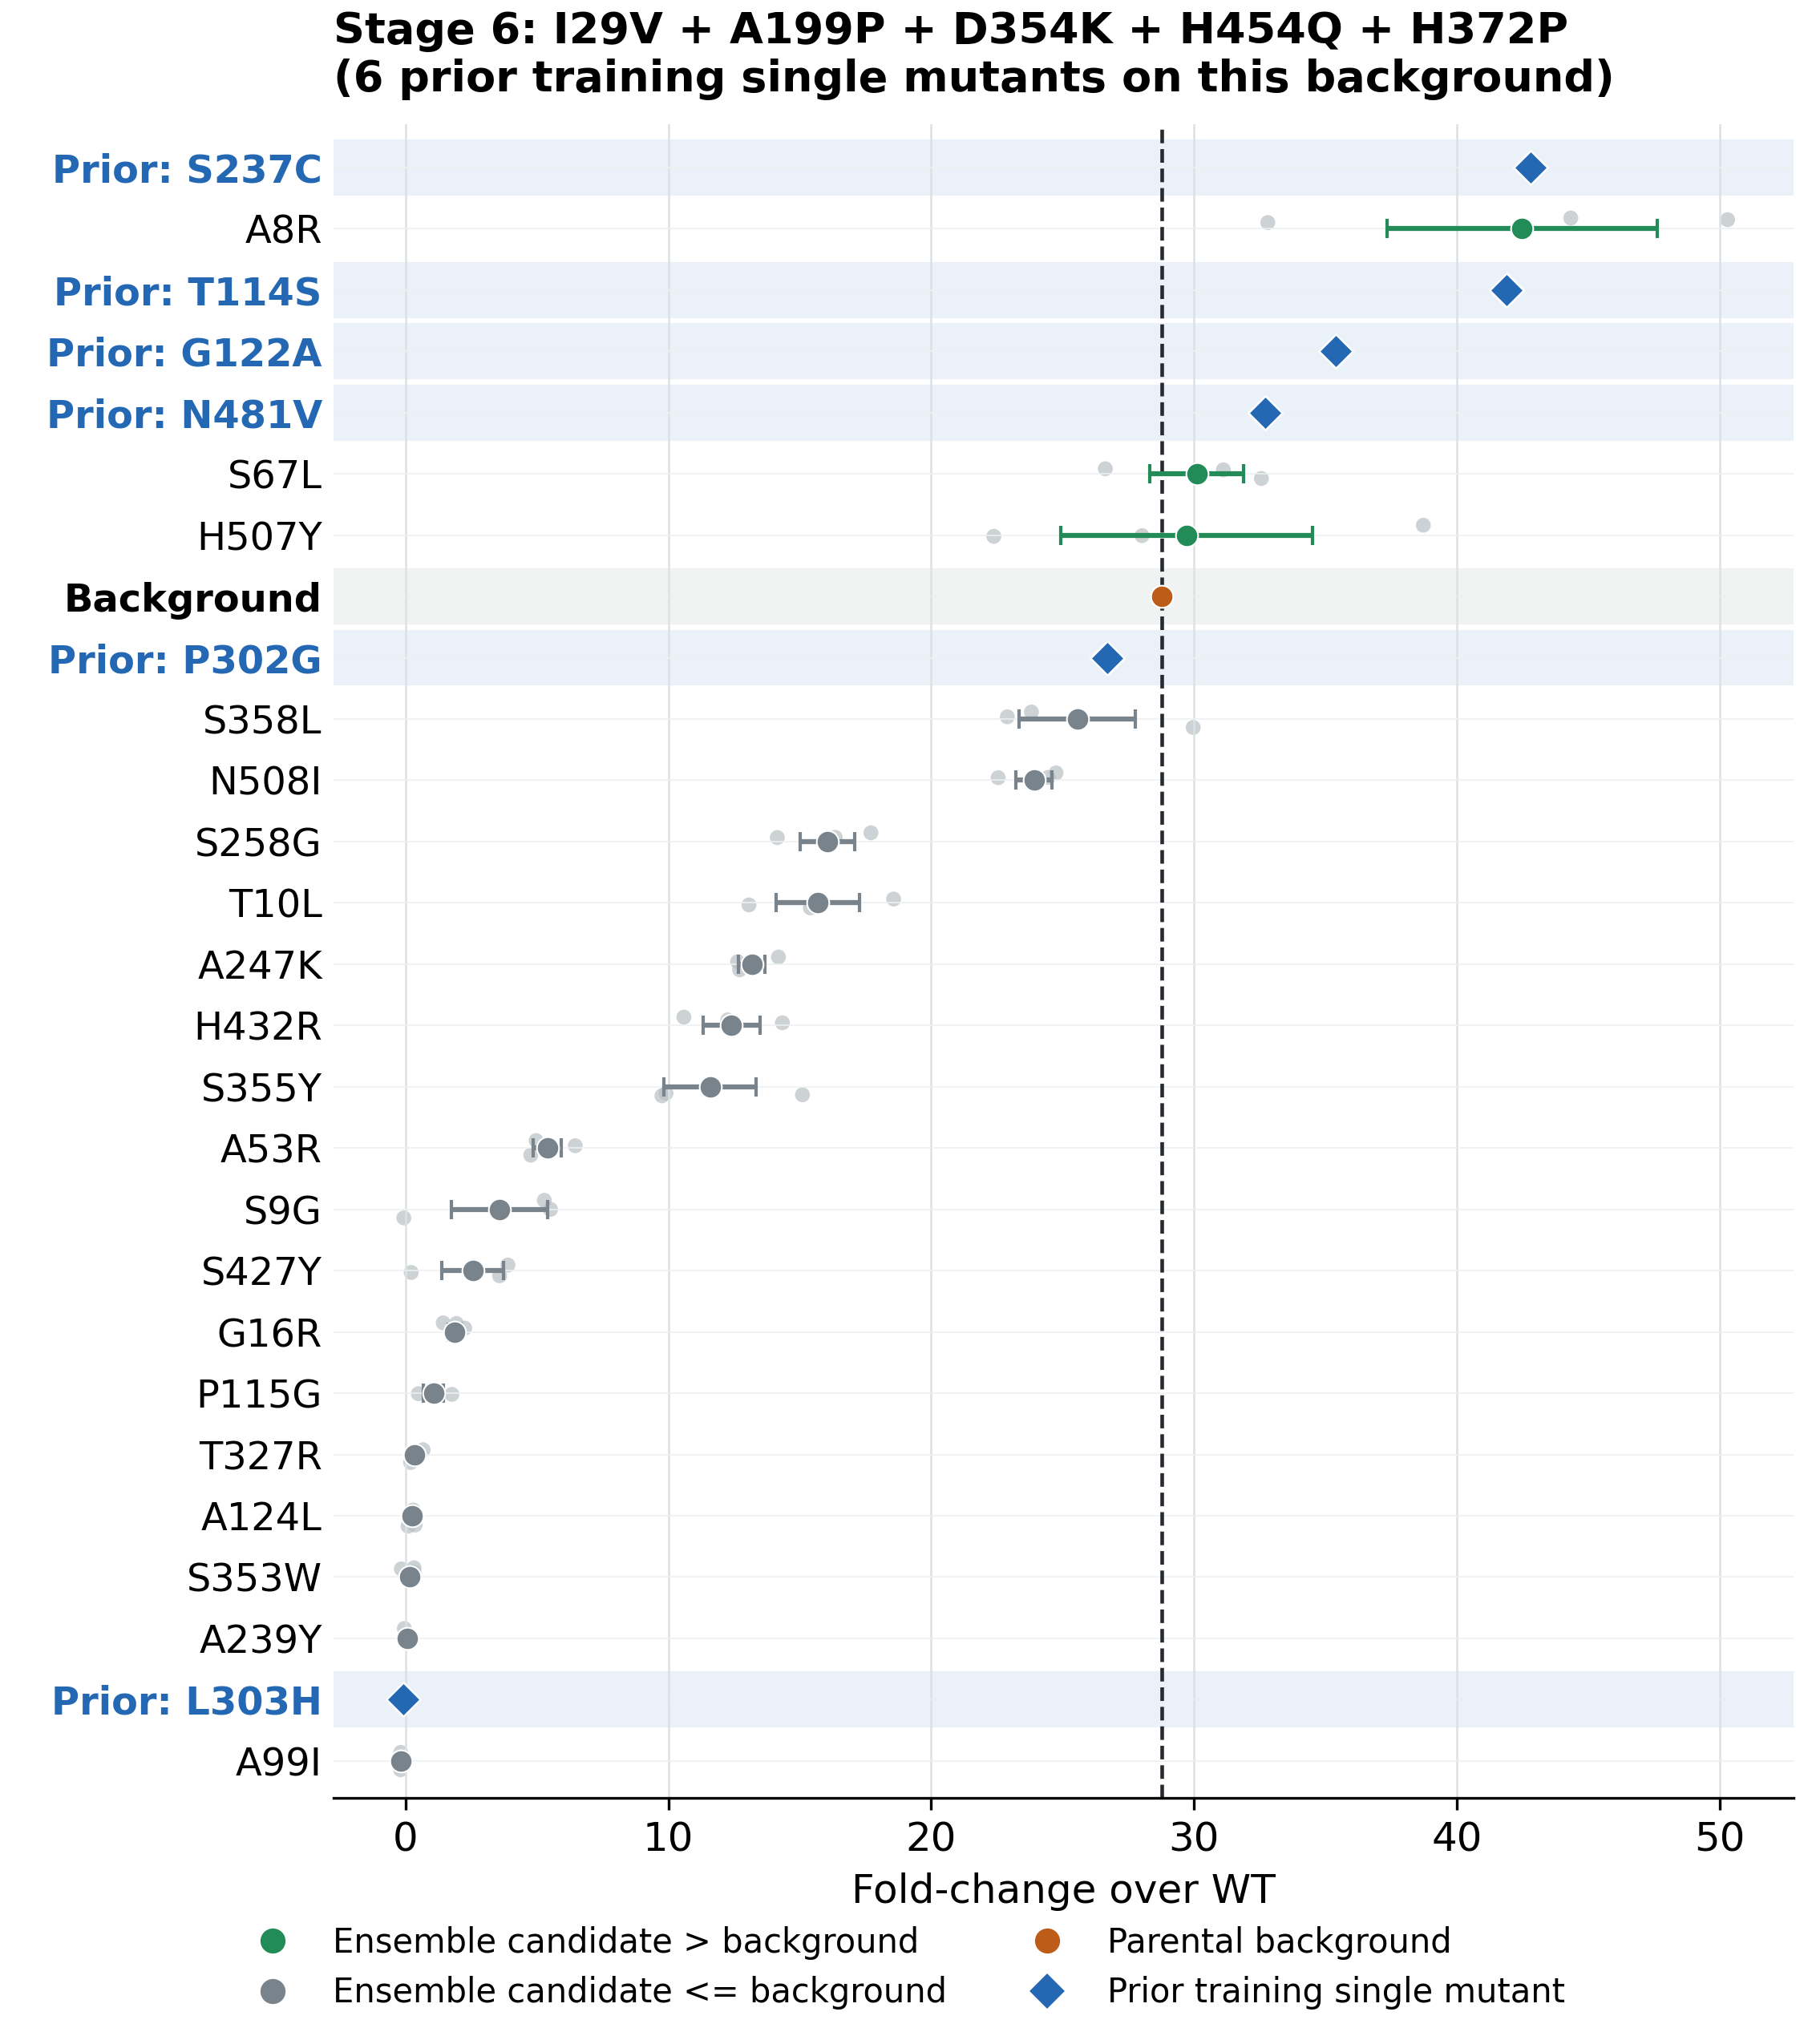 Stage 6: I29V + A199P + D354K + H454Q + H372P
(6 prior training single mutants on this background)
Prior: S237C
A8R
Prior: T114S
Prior: G122A
Prior: N481V
S67L
H507Y
Background
Prior: P302G
S358L
N508I
S258G
T10L
A247K
H432R
S355Y
A53R
S9G
S427Y
G16R
P115G
T327R
A124L
S353W
A239Y
Prior: L303H
A99I
0 10 20 30 40 50
Fold-change over WT
Ensemble candidate > background
Ensemble candidate <= background
Parental background
Prior training single mutant